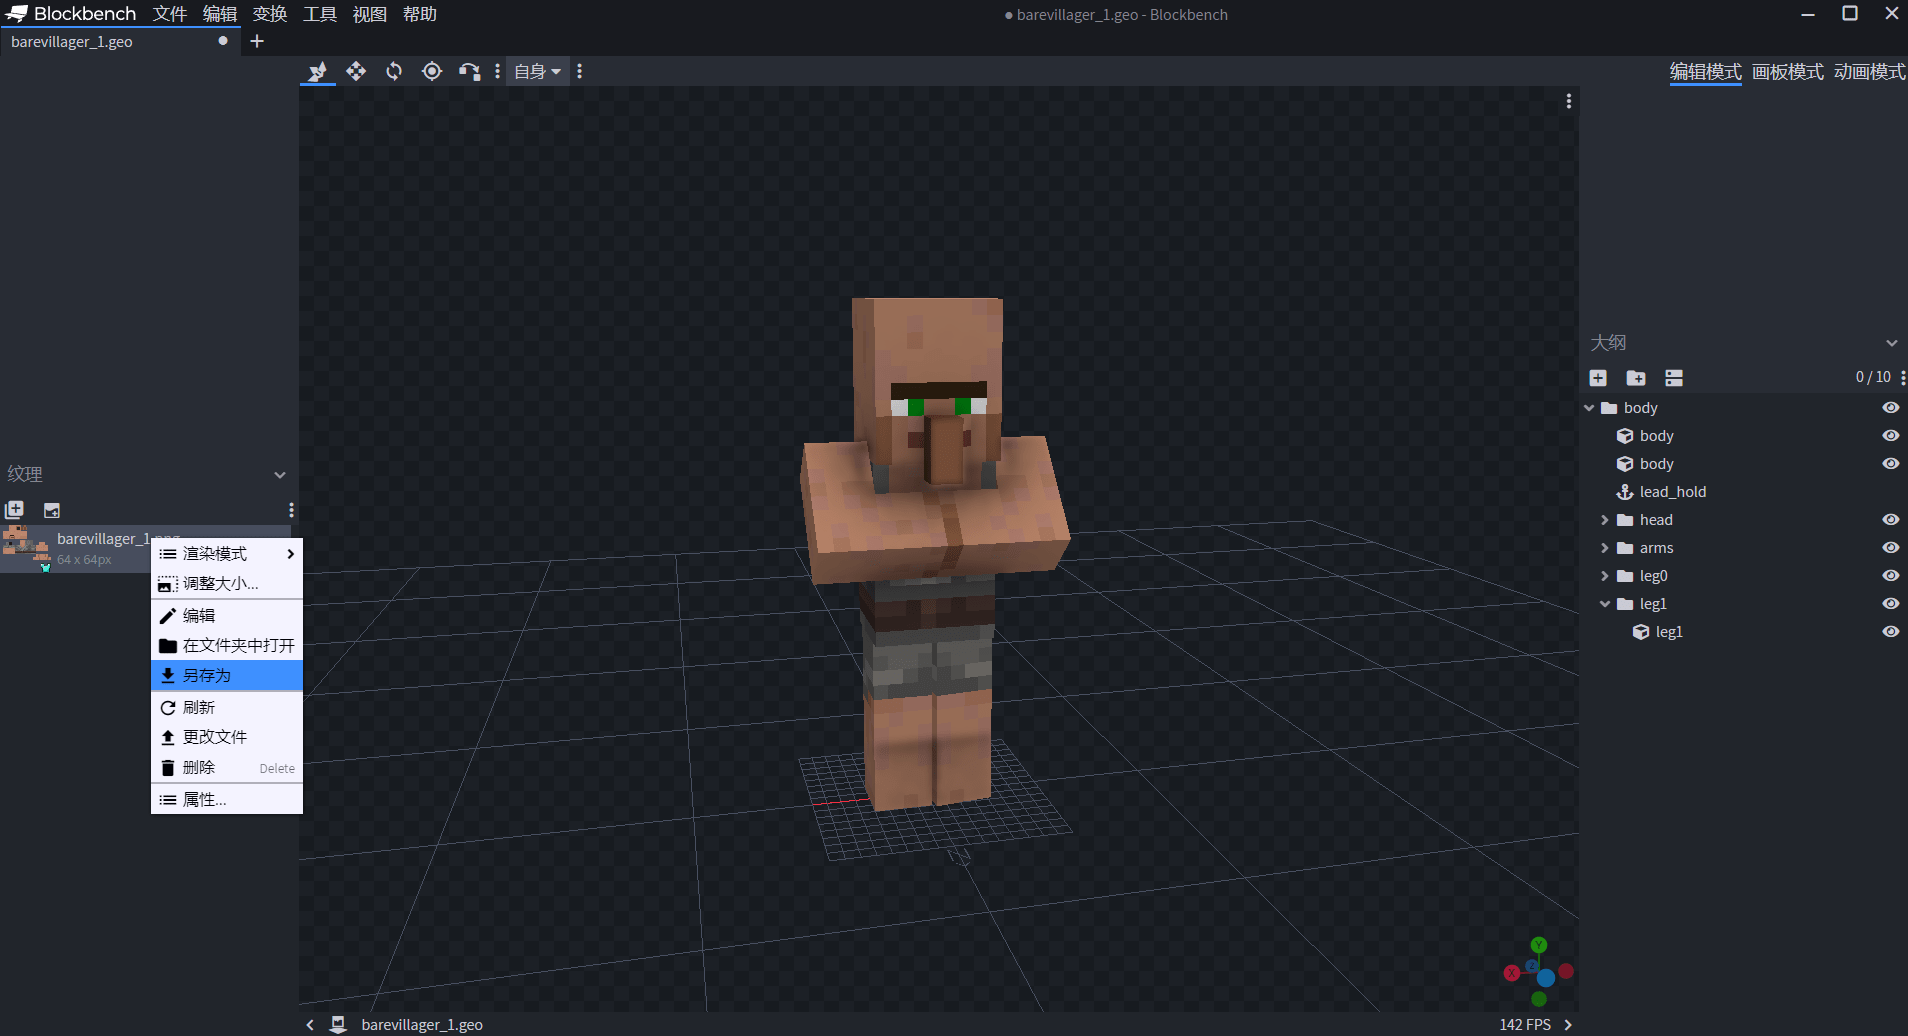 Blockbench 文件 编辑 变换 工具 视图 帮助
● barevillager_1.geo - Blockbench
barevillager_1.geo
自身
编辑模式 画板模式 动画模式
纹理
barevillager_1.png
64 x 64px
渲染模式
调整大小...
编辑
在文件夹中打开
另存为
刷新
更改文件
删除 Delete
属性...
大纲
0 / 10
body
body
body
lead_hold
head
arms
leg0
leg1
leg1
Y
X
Z
barevillager_1.geo
142 FPS